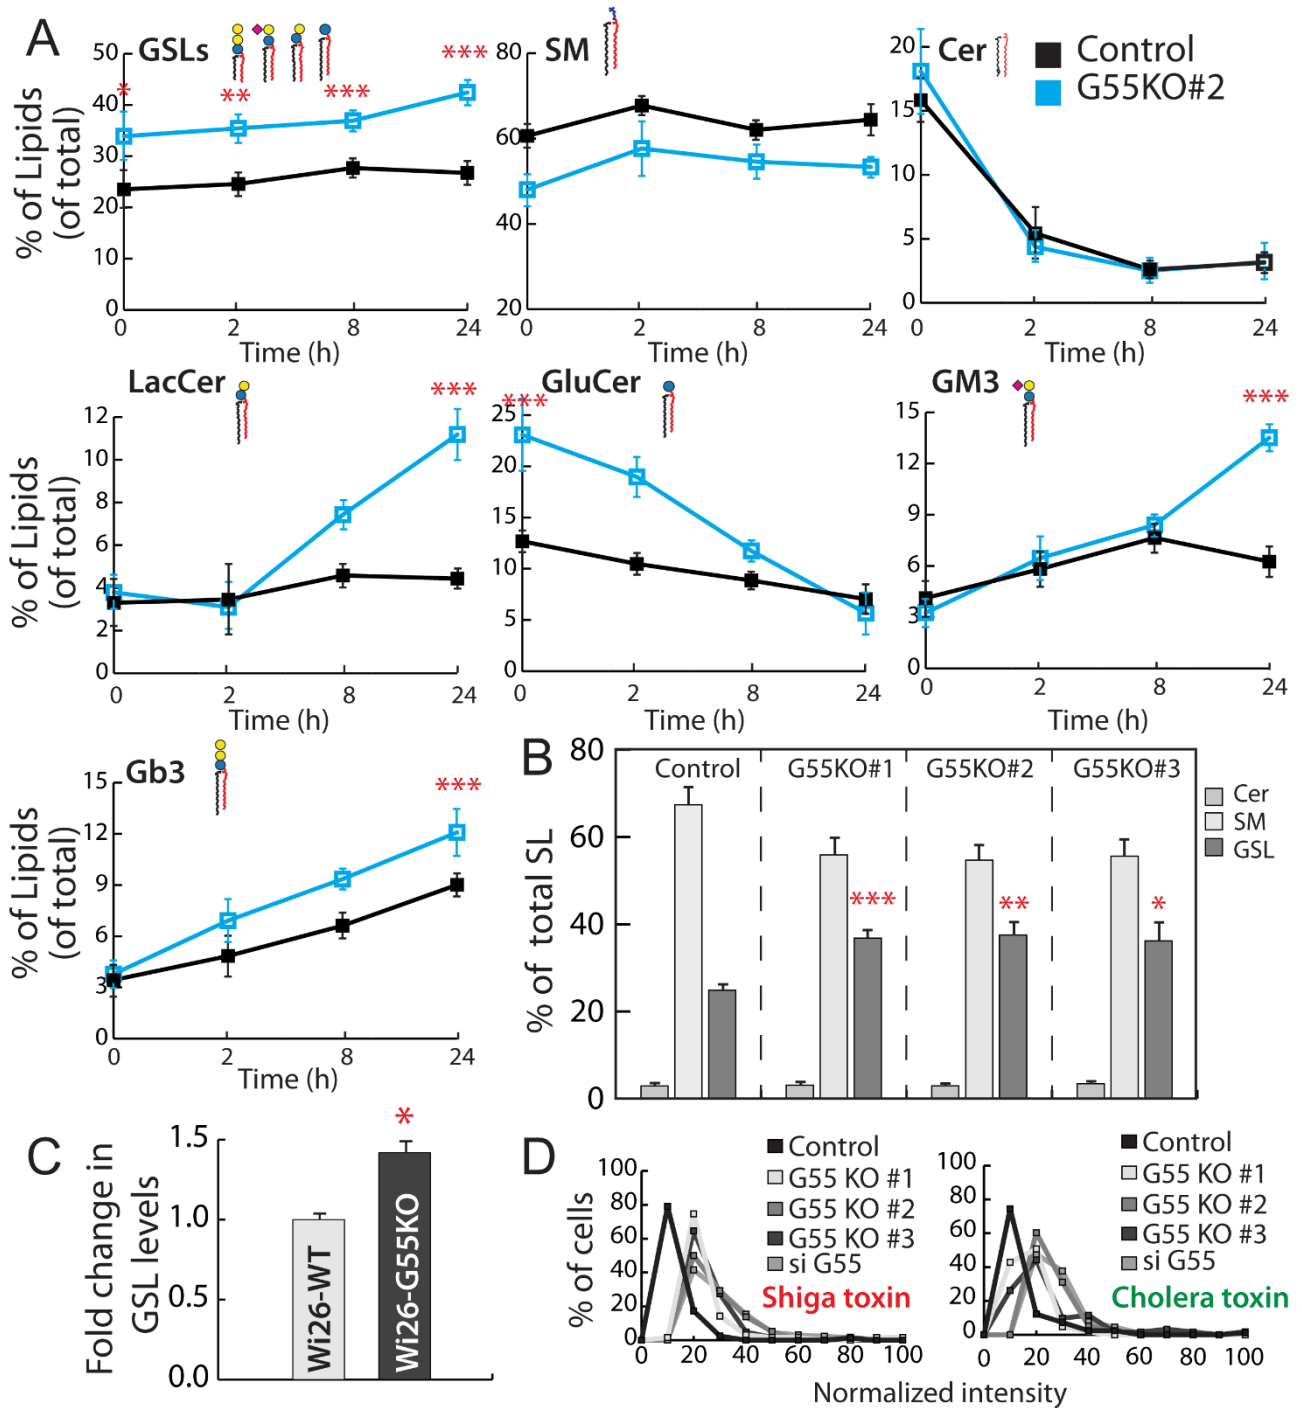 A
GSLs
SM
Cer
Control
G55KO#2
% of Lipids
(of total)
50
40
30
20
10
0
*
**
***
***
0
2
8
24
Time (h)
80
60
40
20
0
2
8
24
Time (h)
20
15
10
5
0
0
2
8
24
Time (h)
LacCer
***
% of Lipids
(of total)
12
10
8
6
4
2
0
0
2
8
24
Time (h)
GluCer
***
25
20
15
10
5
0
0
2
8
24
Time (h)
GM3
***
15
12
9
6
3
0
0
2
8
24
Time (h)
Gb3
***
% of Lipids
(of total)
15
12
9
6
3
0
0
2
8
24
Time (h)
B
% of total SL
80
60
40
20
0
Control
G55KO#1
G55KO#2
G55KO#3
***
**
*
Cer
SM
GSL
C
Fold change in
GSL levels
1.5
1.0
0.5
0.0
*
Wi26-WT
Wi26-G55KO
D
% of cells
100
80
60
40
20
0
0
20
40
60
80
100
Control
G55 KO #1
G55 KO #2
G55 KO #3
si G55
Shiga toxin
100
80
60
40
20
0
0
20
40
60
80
100
Control
G55 KO #1
G55 KO #2
G55 KO #3
si G55
Cholera toxin
Normalized intensity